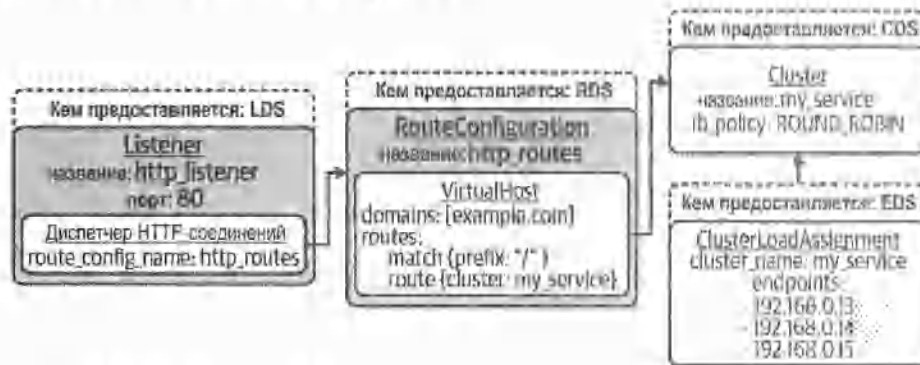 Кем предоставляется: LDS
Listener
название: http_listener
порт: 80
Диспетчер HTTP-соединений
route_config_name: http_routes
Кем предоставляется: RDS
RouteConfiguration
название: http_routes
VirtualHost
domains: [example.com]
routes:
match {prefix: "/" }
route {cluster: my_service}
Кем предоставляется: CDS
Cluster
название: my_service
lb_policy: ROUND_ROBIN
Кем предоставляется: EDS
ClusterLoadAssignment
cluster_name: my_service
endpoints:
- 192.168.0.13
- 192.168.0.14
- 192.168.0.15